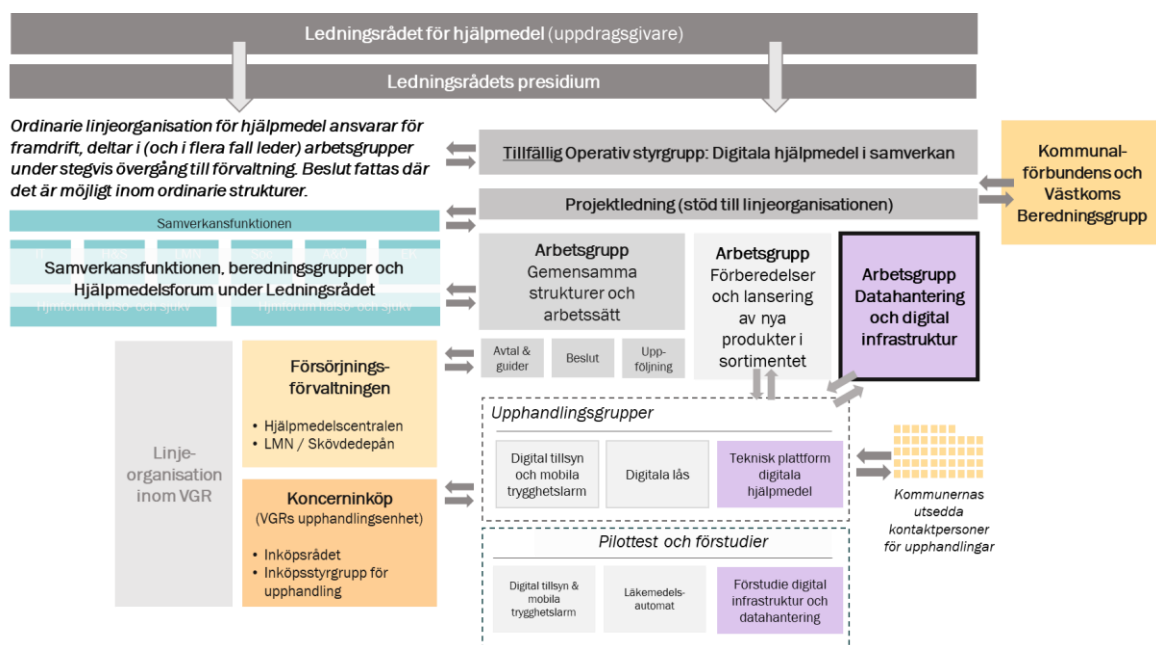 Ledningsrådet för hjälpmedel (uppdragsgivare)
Ledningsrådets presidium
Ordinarie linjeorganisation för hjälpmedel ansvarar för
framdrift, deltar i (och i flera fall leder) arbetsgrupper
under stegvis övergång till förvaltning. Beslut fattas där
det är möjligt inom ordinarie strukturer.
Tillfällig Operativ styrgrupp: Digitala hjälpmedel i samverkan
Kommunal-
förbundens och
Västkoms
Beredningsgrupp
Projektledning (stöd till linjeorganisationen)
Samverkansfunktionen
Samverkansfunktionen, beredningsgrupper och
Hjälpmedelsforum under Ledningsrådet
Arbetsgrupp
Gemensamma
strukturer och
arbetssätt
Arbetsgrupp
Förberedelser
och lansering
av nya
produkter i
sortimentet
Arbetsgrupp
Datahantering
och digital
infrastruktur
Avtal &
guider
Beslut
Upp-
följning
Linje-
organisation
inom VGR
Försörjnings-
förvaltningen
• Hjälpmedelscentralen
• LMN / Skövdedepån
Koncerninköp
(VGRs upphandlingsenhet)
• Inköpsrådet
• Inköpsstyrgrupp för
upphandling
Upphandlingsgrupper
Digital tillsyn
och mobila
trygghetslarm
Digitala lås
Teknisk plattform
digitala
hjälpmedel
Kommunernas
utsedda
kontaktpersoner
för upphandlingar
Pilottest och förstudier
Digital tillsyn &
mobila
trygghetslarm
Läkemedels-
automat
Förstudie digital
infrastruktur och
datahantering